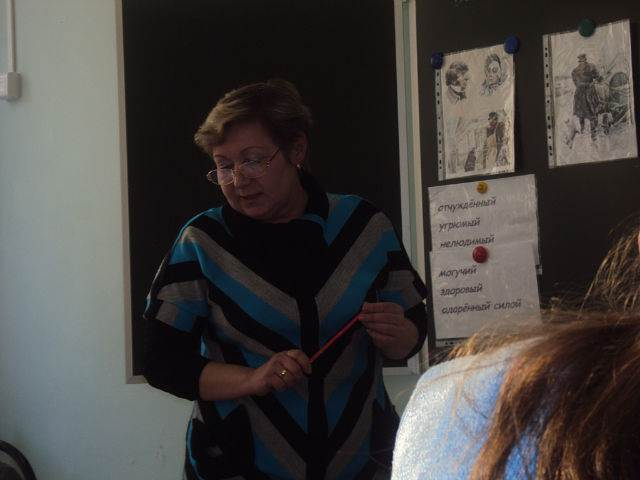 отчуждённый
угрюмый
нелюдимый
могучий
здоровый
одарённый силой